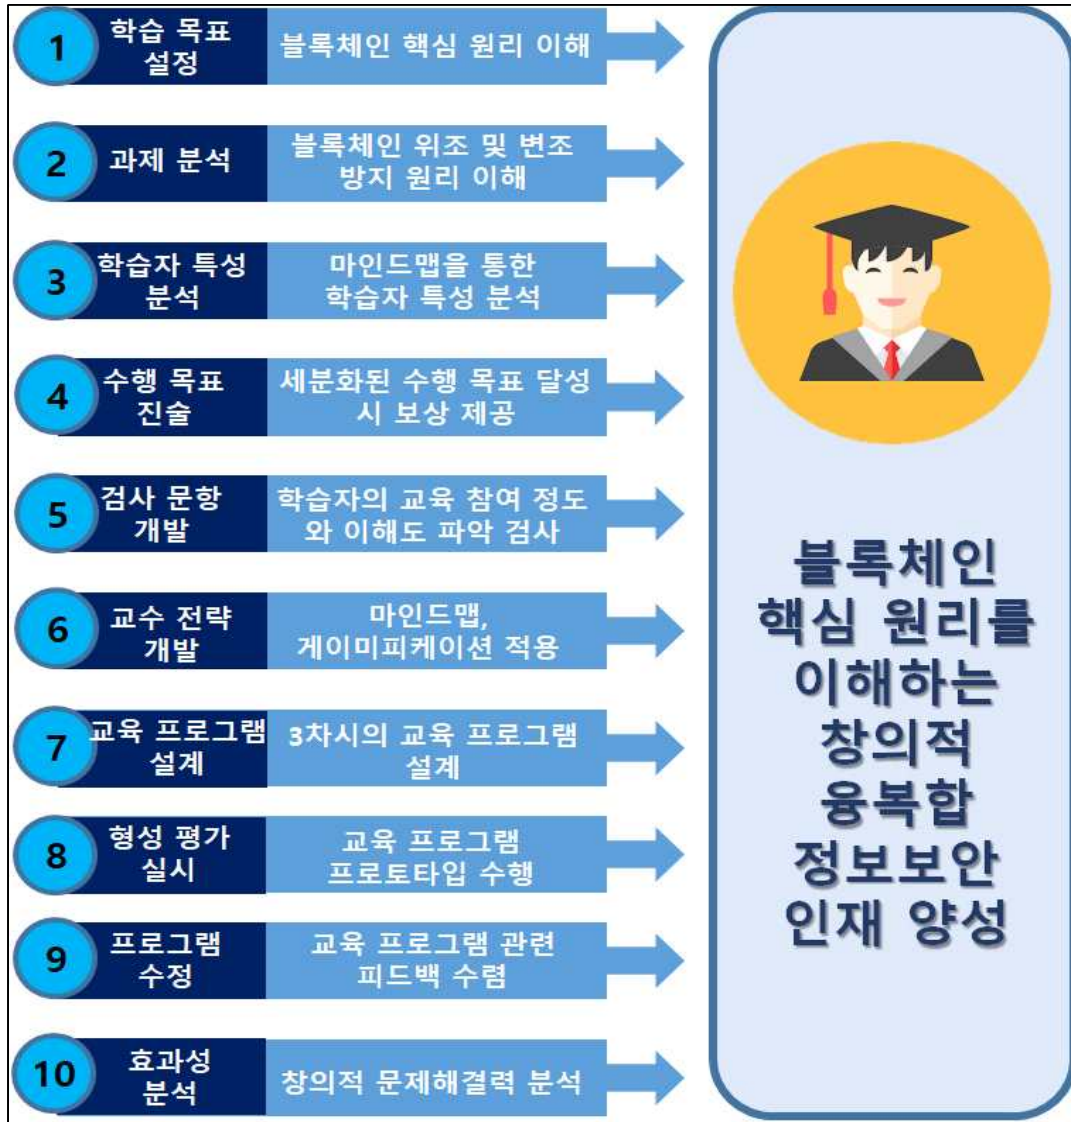 1
학습 목표
설정
블록체인 핵심 원리 이해
2
과제 분석
블록체인 위조 및 변조
방지 원리 이해
3
학습자 특성
분석
마인드맵을 통한
학습자 특성 분석
4
수행 목표
진술
세분화된 수행 목표 달성
시 보상 제공
5
검사 문항
개발
학습자의 교육 참여 정도
와 이해도 파악 검사
6
교수 전략
개발
마인드맵,
게이미피케이션 적용
7
교육 프로그램
설계
3차시의 교육 프로그램
설계
8
형성 평가
실시
교육 프로그램
프로토타입 수행
9
프로그램
수정
교육 프로그램 관련
피드백 수렴
10
효과성
분석
창의적 문제해결력 분석
블록체인
핵심 원리를
이해하는
창의적
융복합
정보보안
인재 양성